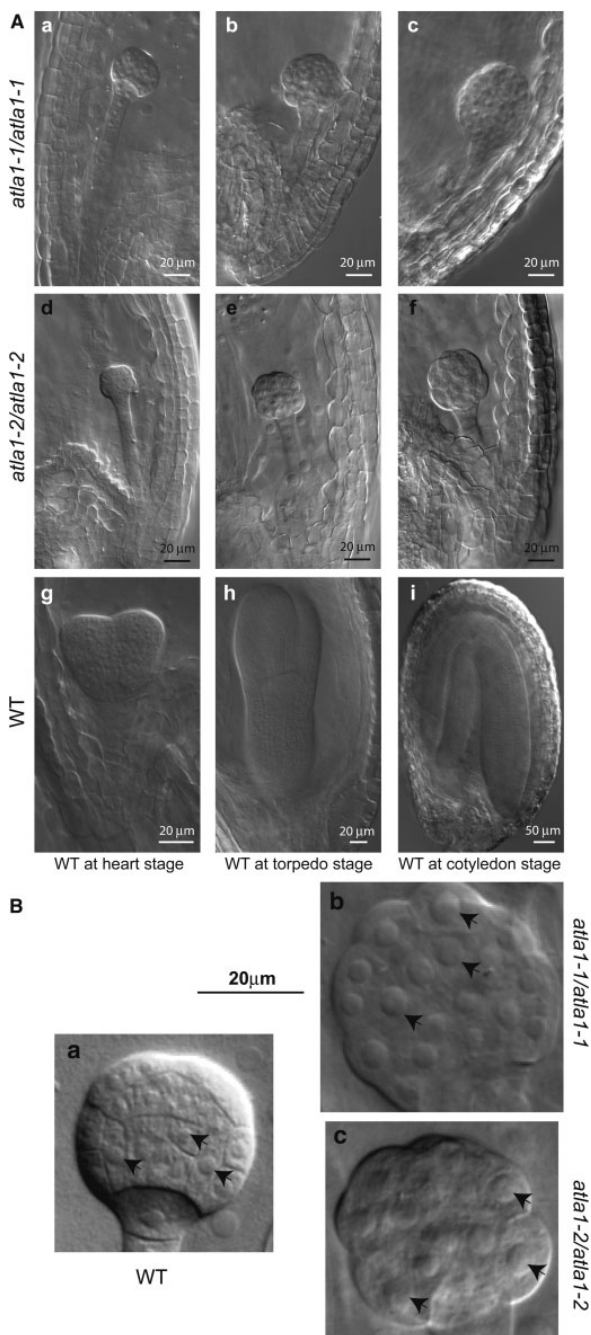 A
a
b
c
atla1-1/atla1-1
20 μm
20 μm
20 μm
d
e
f
atla1-2/atla1-2
20 μm
20 μm
20 μm
g
h
i
WT
20 μm
20 μm
50 μm
WT at heart stage
WT at torpedo stage
WT at cotyledon stage
B
20μm
a
WT
b
atla1-1/atla1-1
c
atla1-2/atla1-2